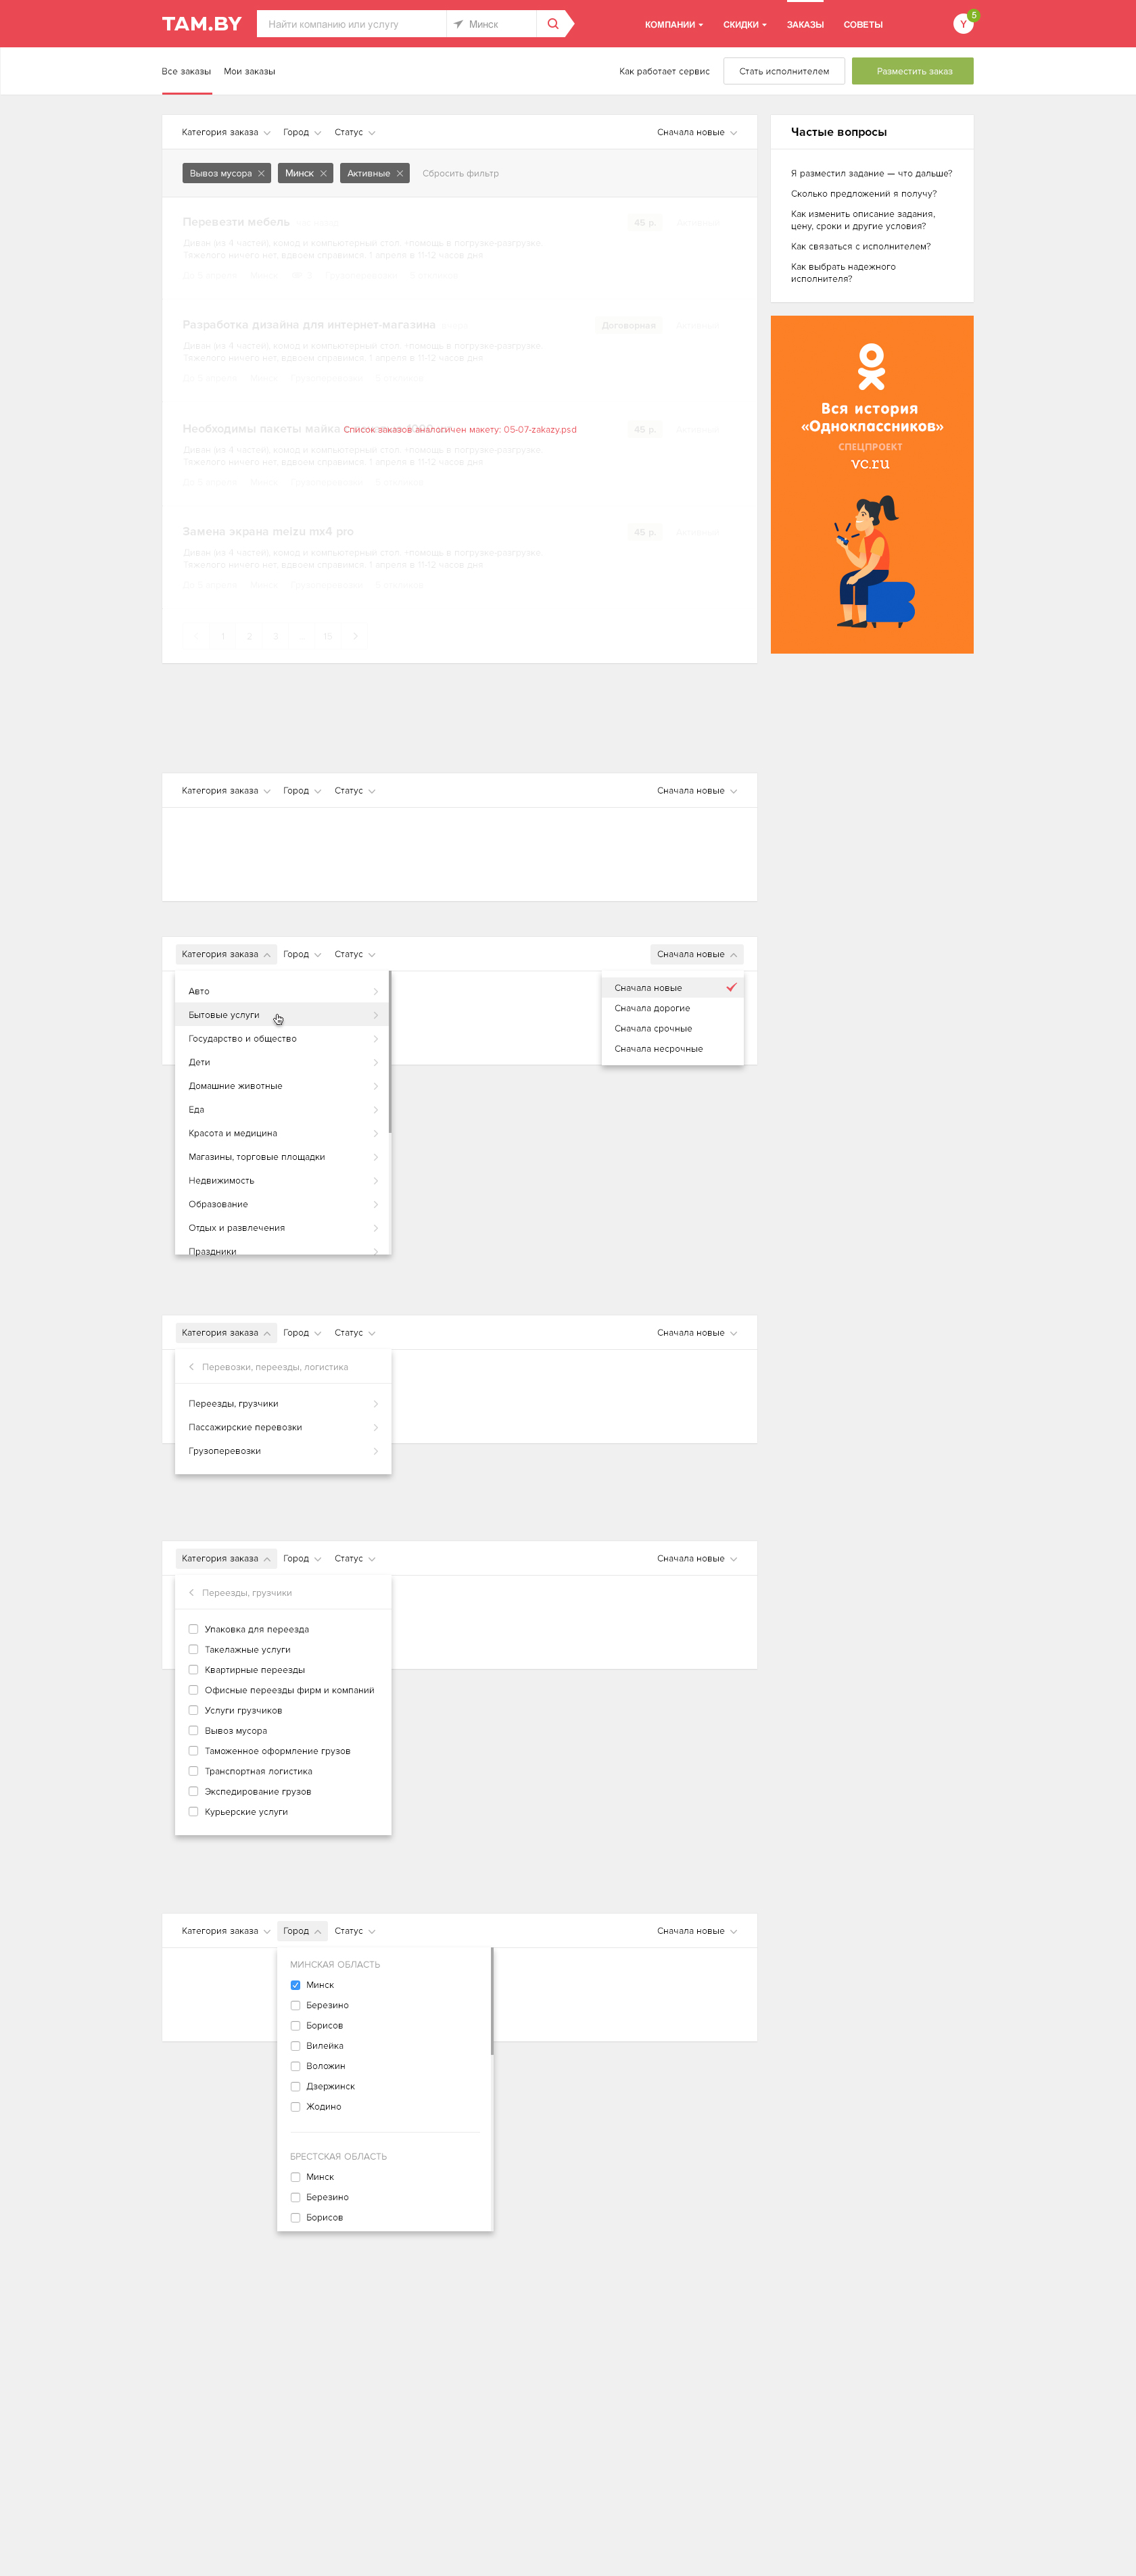 TAM.BY
Найти компанию или услугу
Минск
КОМПАНИИ
СКИДКИ
ЗАКАЗЫ
СОВЕТЫ
Y
5
Все заказы
Мои заказы
Как работает сервис
Стать исполнителем
Разместить заказ
Категория заказа
Город
Статус
Сначала новые
Вывоз мусора
Минск
Активные
Сбросить фильтр
Перевезти мебель
45 р.
Диван (из 4 частей), комод и компьютерный стол. +помощь в погрузке-разгрузке.
Тяжелого ничего нет, вдвоем справимся. 1 апреля в 11-12 часов дня
Разработка дизайна для интернет-магазина
Договорная
Диван (из 4 частей), комод и компьютерный стол. +помощь в погрузке-разгрузке.
Тяжелого ничего нет, вдвоем справимся. 1 апреля в 11-12 часов дня
Необходимы пакеты майка
45 р.
Список заказов аналогичен макету: 05-07-zakazy.psd
Диван (из 4 частей), комод и компьютерный стол. +помощь в погрузке-разгрузке.
Тяжелого ничего нет, вдвоем справимся. 1 апреля в 11-12 часов дня
Замена экрана meizu mx4 pro
45 р.
Диван (из 4 частей), комод и компьютерный стол. +помощь в погрузке-разгрузке.
Тяжелого ничего нет, вдвоем справимся. 1 апреля в 11-12 часов дня
1 2 3 ... 15
Частые вопросы
Я разместил задание — что дальше?
Сколько предложений я получу?
Как изменить описание задания,
цену, сроки и другие условия?
Как связаться с исполнителем?
Как выбрать надежного
исполнителя?
Вся история
«Одноклассников»
СПЕЦПРОЕКТ
vc.ru
Категория заказа
Город
Статус
Сначала новые
Категория заказа
Город
Статус
Сначала новые
Авто
Бытовые услуги
Государство и общество
Дети
Домашние животные
Еда
Красота и медицина
Магазины, торговые площадки
Недвижимость
Образование
Отдых и развлечения
Праздники
Сначала новые
Сначала дорогие
Сначала срочные
Сначала несрочные
Категория заказа
Город
Статус
Сначала новые
Перевозки, переезды, логистика
Переезды, грузчики
Пассажирские перевозки
Грузоперевозки
Категория заказа
Город
Статус
Сначала новые
Переезды, грузчики
Упаковка для переезда
Такелажные услуги
Квартирные переезды
Офисные переезды фирм и компаний
Услуги грузчиков
Вывоз мусора
Таможенное оформление грузов
Транспортная логистика
Экспедирование грузов
Курьерские услуги
Категория заказа
Город
Статус
Сначала новые
МИНСКАЯ ОБЛАСТЬ
Минск
Березино
Борисов
Вилейка
Воложин
Дзержинск
Жодино
БРЕСТСКАЯ ОБЛАСТЬ
Минск
Березино
Борисов